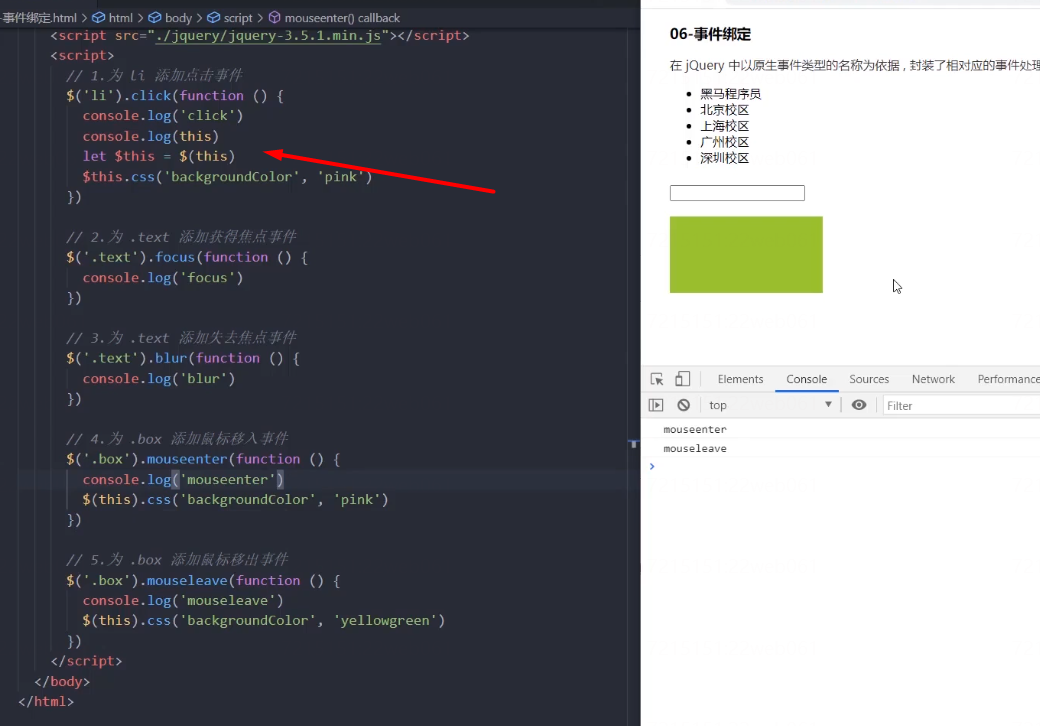 -事件绑定.html > html > body > script > mouseenter() callback
<script src="./jquery/jquery-3.5.1.min.js"></script>
<script>
// 1.为 li 添加点击事件
$('li').click(function () {
console.log('click')
console.log(this)
let $this = $(this)
$this.css('backgroundColor', 'pink')
})
// 2.为 .text 添加获得焦点事件
$('.text').focus(function () {
console.log('focus')
})
// 3.为 .text 添加失去焦点事件
$('.text').blur(function () {
console.log('blur')
})
// 4.为 .box 添加鼠标移入事件
$('.box').mouseenter(function () {
console.log('mouseenter')
$(this).css('backgroundColor', 'pink')
})
// 5.为 .box 添加鼠标移出事件
$('.box').mouseleave(function () {
console.log('mouseleave')
$(this).css('backgroundColor', 'yellowgreen')
})
</script>
</body>
</html>
06-事件绑定
在 jQuery 中以原生事件类型的名称为依据，封装了相对应的事件处理
黑马程序员
北京校区
上海校区
广州校区
深圳校区
Elements Console Sources Network Performance
top Filter
mouseenter
mouseleave